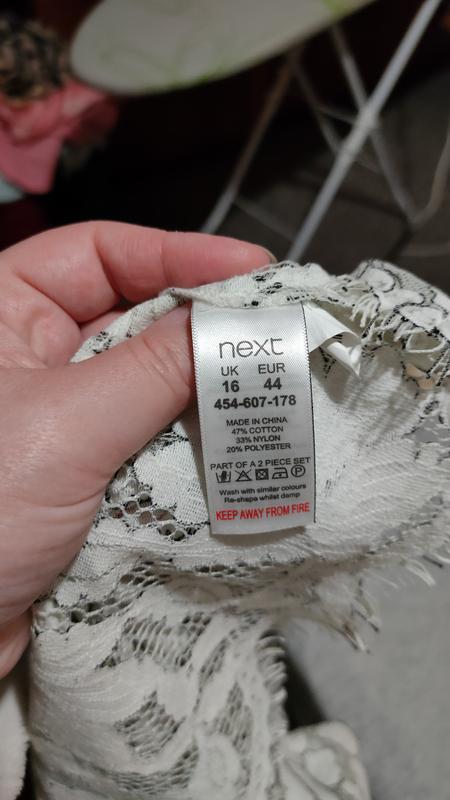 next
UK EUR
16 44
454-607-178
MADE IN CHINA
47% COTTON
33% NYLON
20% POLYESTER
PART OF A 2 PIECE SET
P
Wash with similar colours
Re-shape whilst damp
KEEP AWAY FROM FIRE